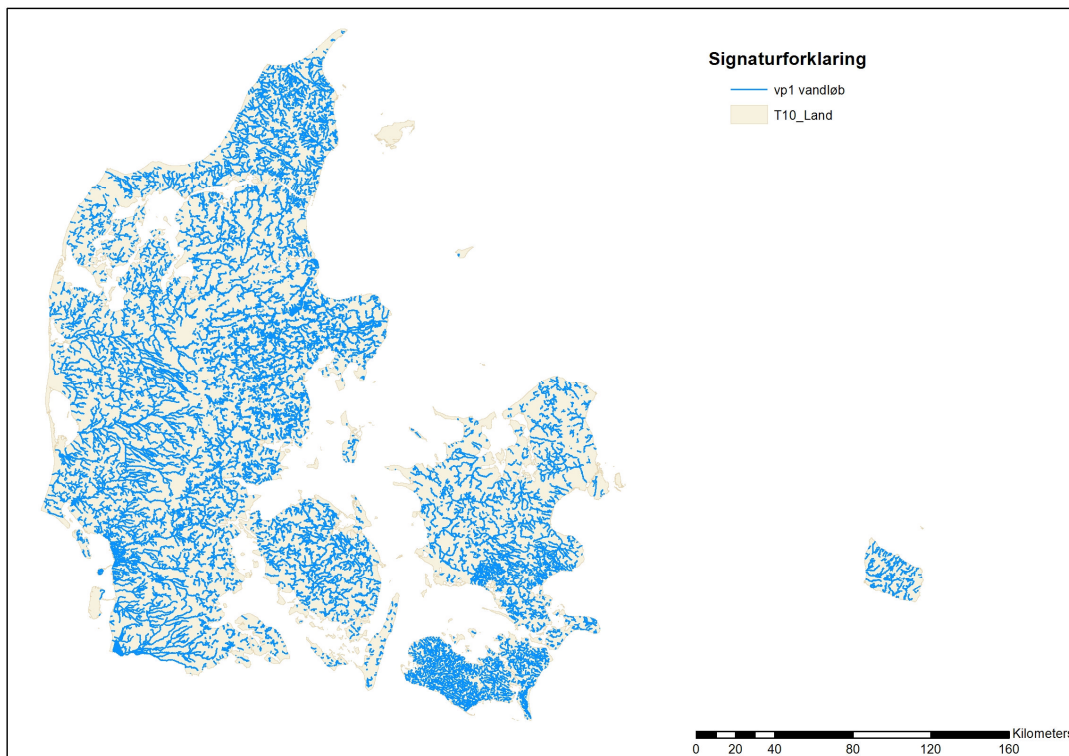 Signaturforklaring
vp1 vandløb
T10_Land
Kilometers
0 20 40 80 120 160